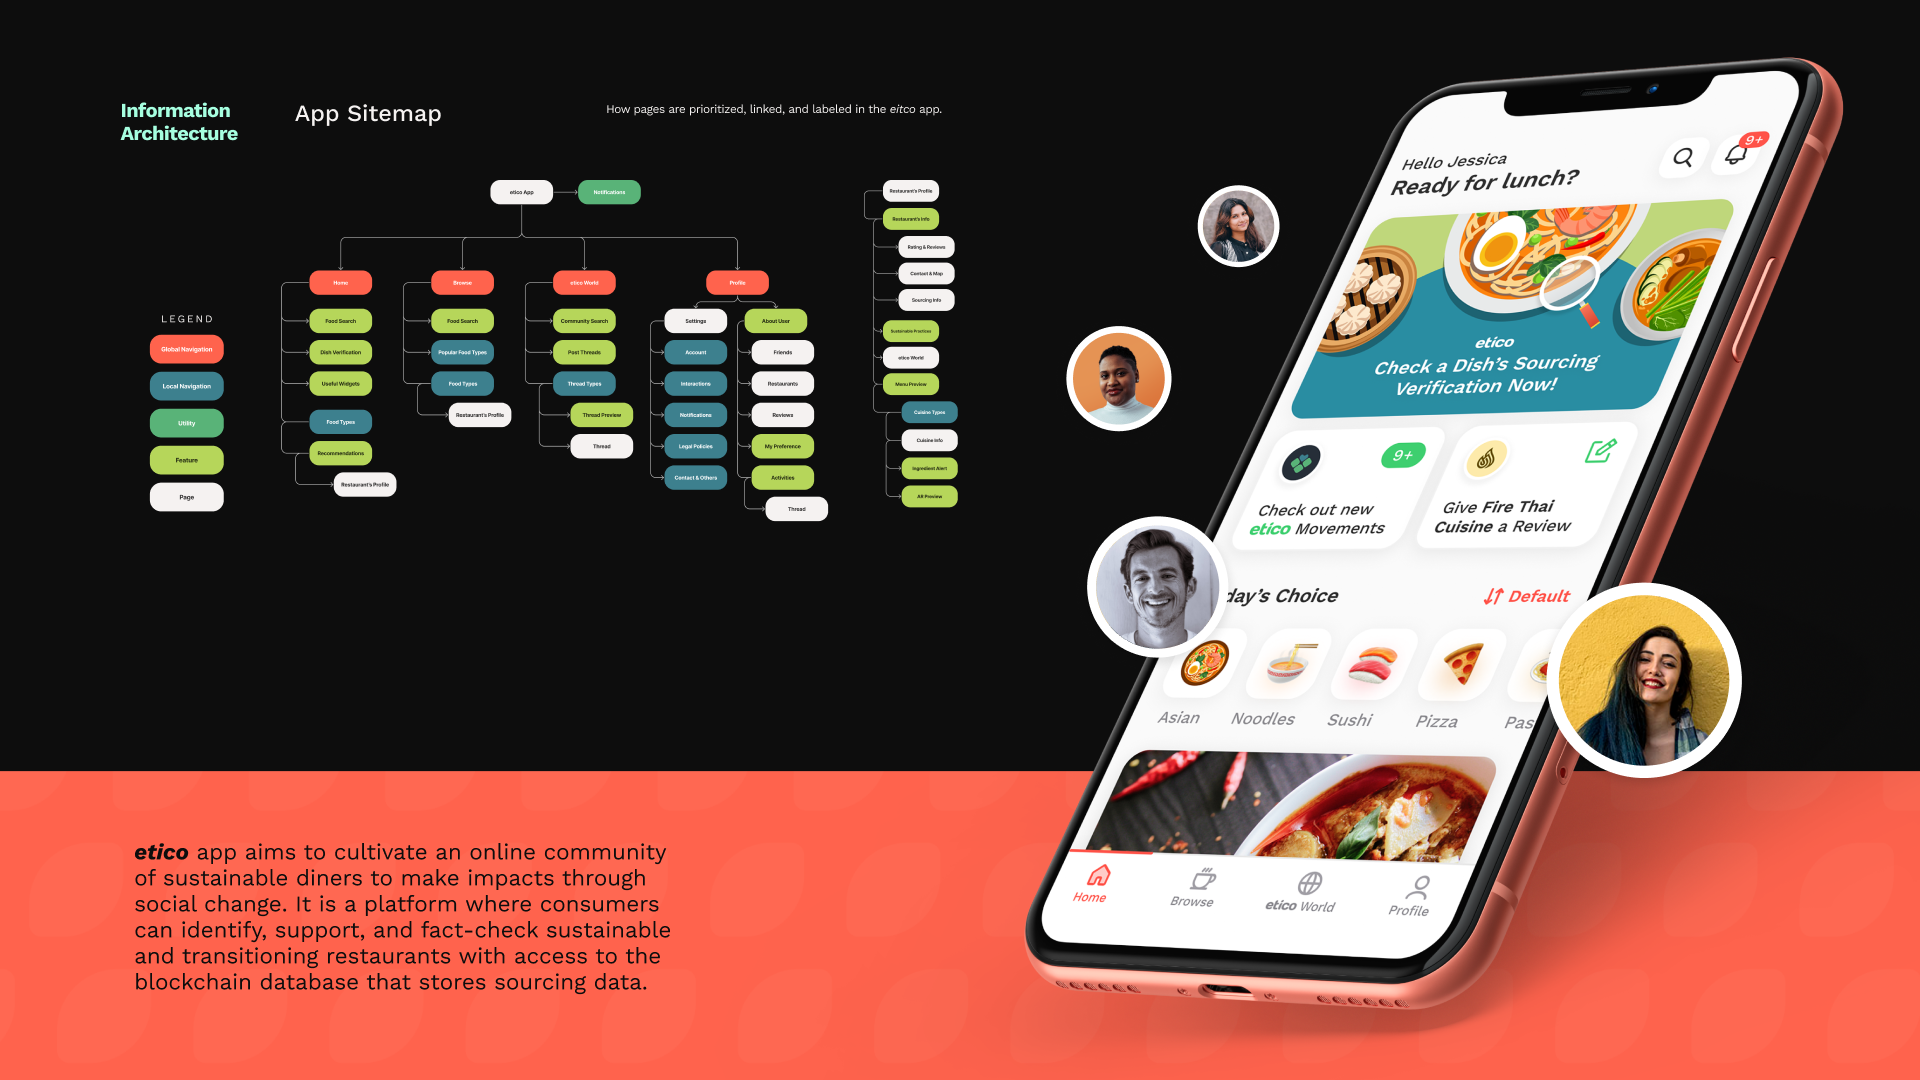 Information
Architecture
App Sitemap
How pages are prioritized, linked, and labeled in the eitco app.
LEGEND
Global Navigation
Local Navigation
Utility
Feature
Page
etico App
Notifications
Home
Food Search
Dish Verification
Useful Widgets
Food Types
Recommendations
Restaurant's Profile
Browse
Food Search
Popular Food Types
Food Types
Restaurant's Profile
etico World
Community Search
Post Threads
Thread Types
Thread Preview
Thread
Profile
Settings
Account
Interactions
Notifications
Legal Policies
Contact & Others
About User
Friends
Restaurants
Reviews
My Preference
Activities
Thread
Restaurant's Profile
Restaurant's Info
Rating & Reviews
Contact & Map
Sourcing Info
Sustainable Practices
etico World
Menu Preview
Cuisine Types
Cuisine Info
Ingredient Alert
AR Preview
Hello Jessica
Ready for lunch?
9+
etico
Check a Dish's Sourcing
Verification Now!
9+
Check out new
etico Movements
Give Fire Thai
Cuisine a Review
day's Choice
Default
Asian
Noodles
Sushi
Pizza
Pas
Home
Browse
etico World
Profile
etico app aims to cultivate an online community
of sustainable diners to make impacts through
social change. It is a platform where consumers
can identify, support, and fact-check sustainable
and transitioning restaurants with access to the
blockchain database that stores sourcing data.